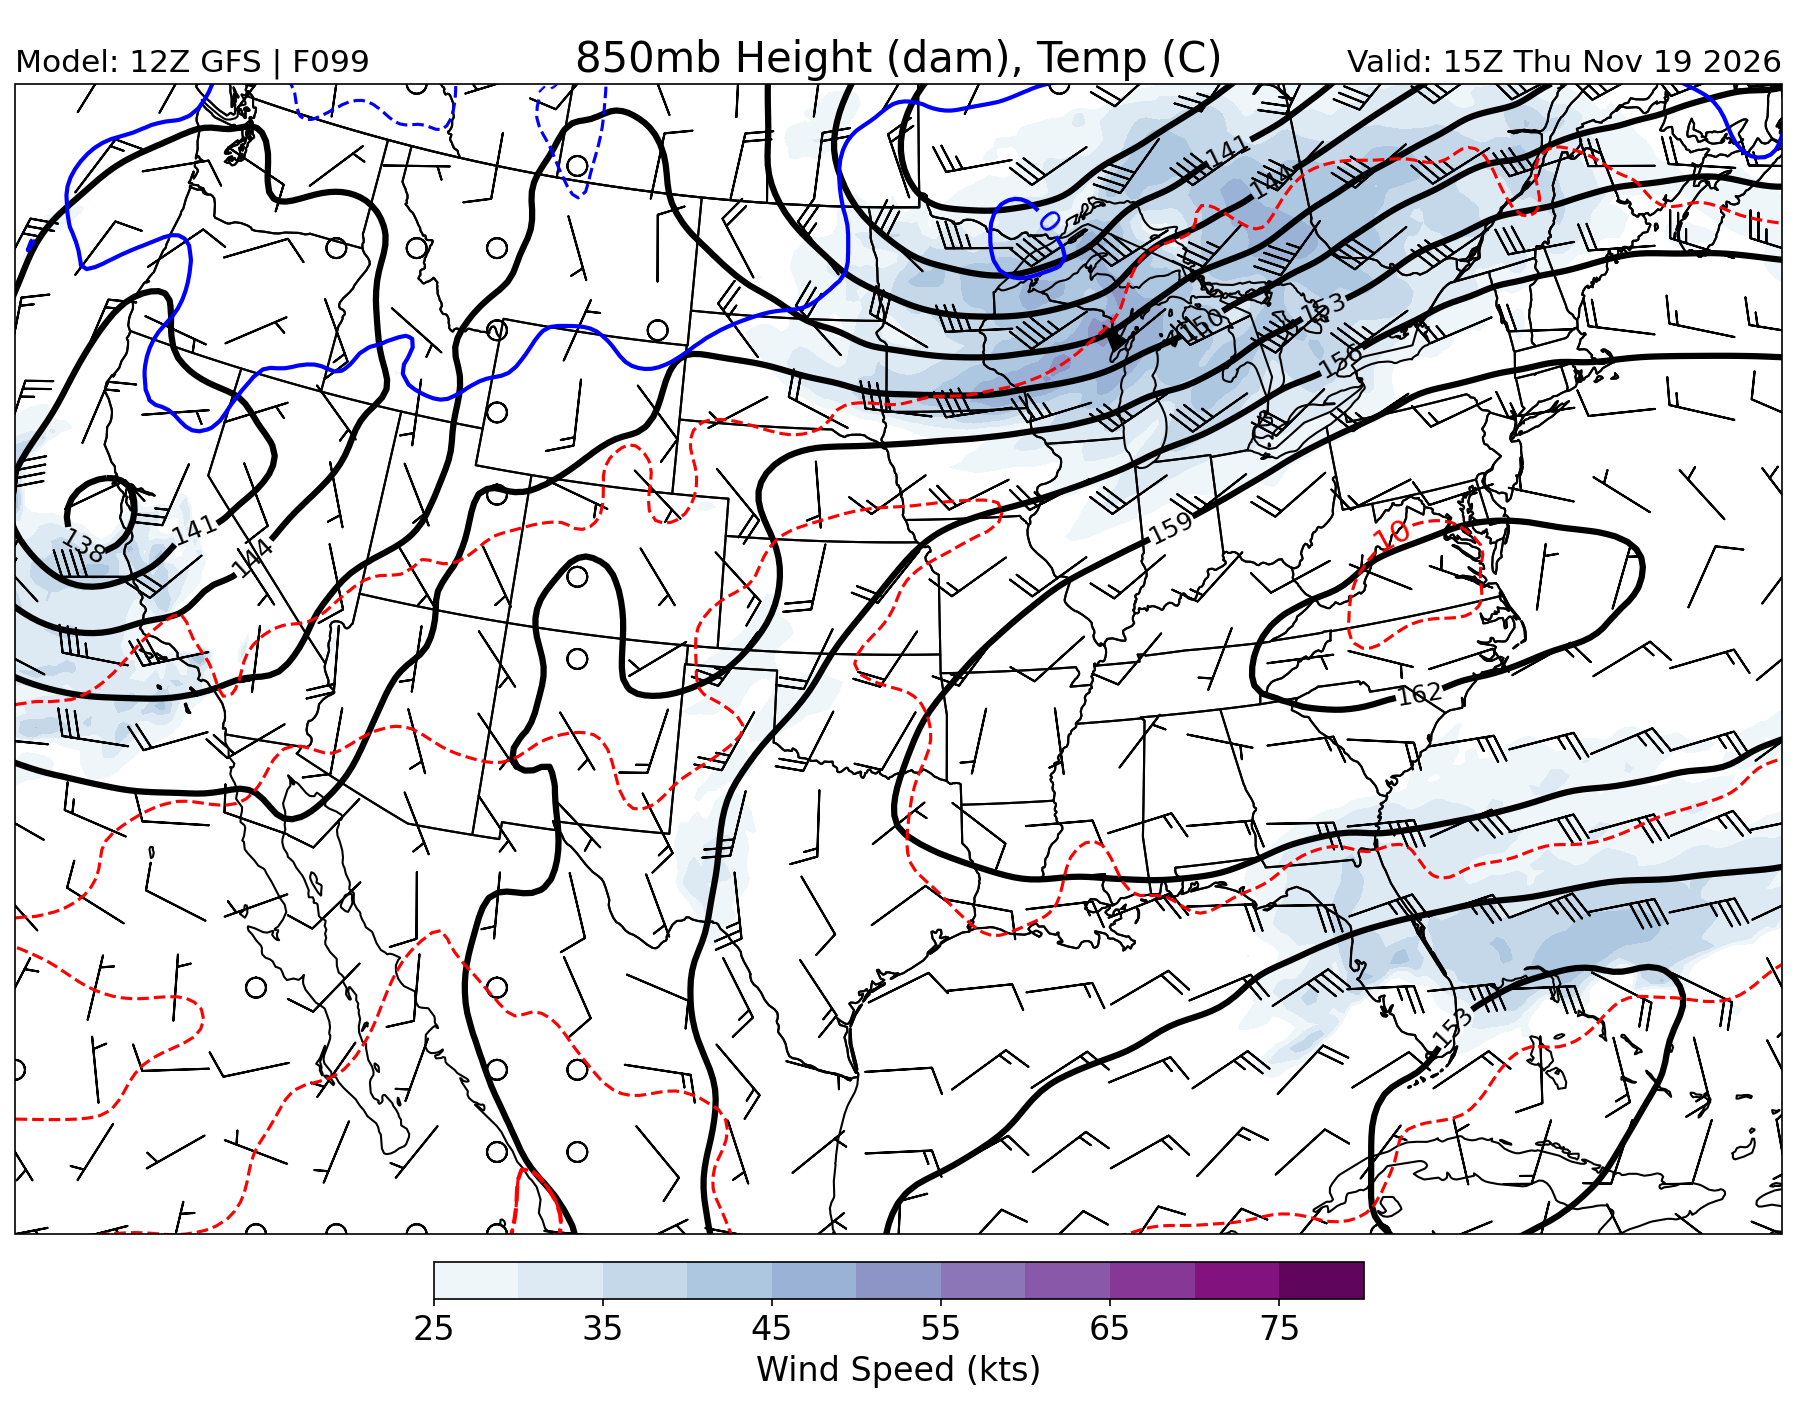 Model: 12Z GFS | F099
850mb Height (dam), Temp (C)
Valid: 15Z Thu Nov 19 2026
141
144
0
150
153
156
159
10
138
141
144
162
153
25 35 45 55 65 75
Wind Speed (kts)